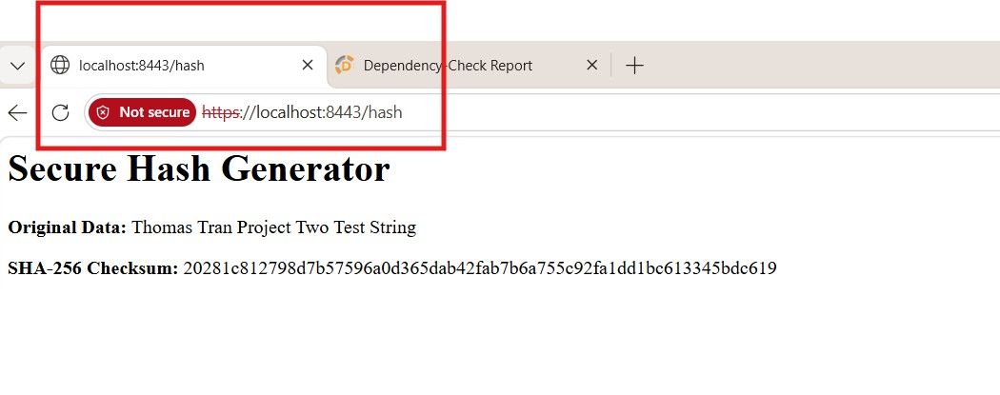 localhost:8443/hash
Dependency-Check Report
Not secure https://localhost:8443/hash
Secure Hash Generator
Original Data: Thomas Tran Project Two Test String
SHA-256 Checksum: 20281c812798d7b57596a0d365dab42fab7b6a755c92fa1dd1bc613345bdc619